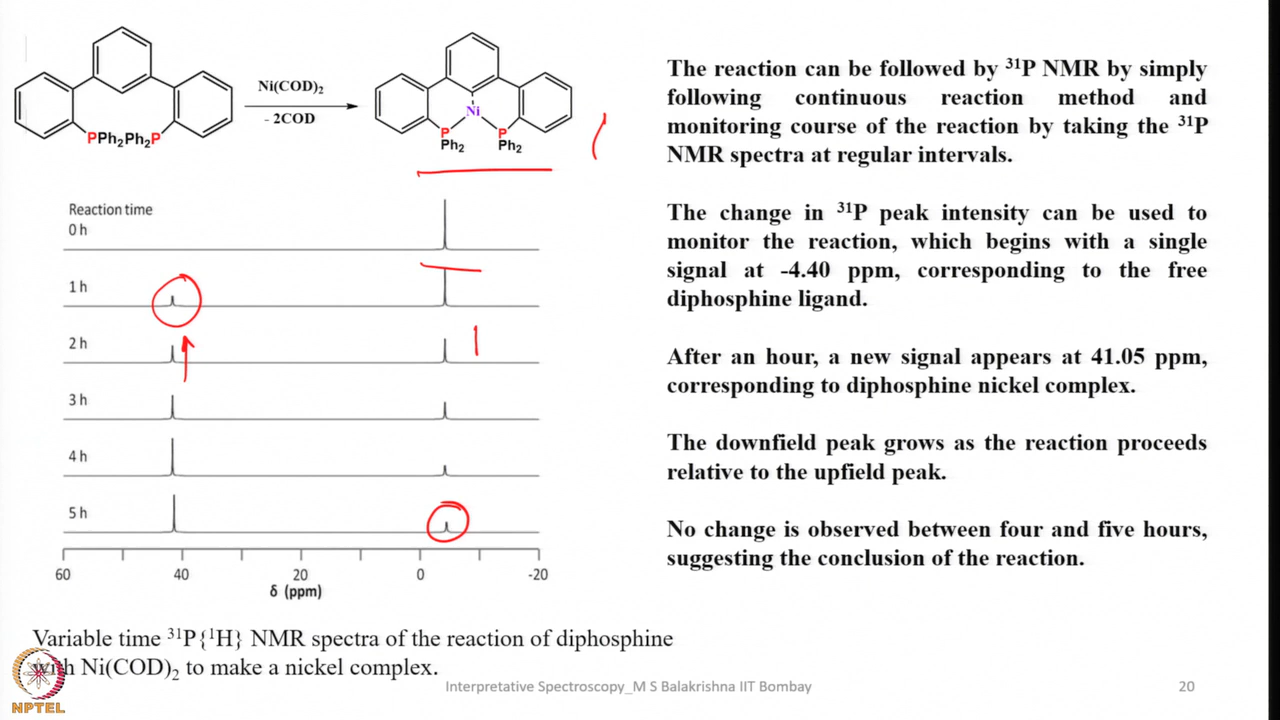 Ni(COD)₂
- 2COD
PPh₂Ph₂P
Ni
P P
Ph₂ Ph₂
Reaction time
0 h
1 h
2 h
3 h
4 h
5 h
60 40 20 0 -20
δ (ppm)
Variable time ³¹P{¹H} NMR spectra of the reaction of diphosphine
with Ni(COD)₂ to make a nickel complex.
The reaction can be followed by ³¹P NMR by simply
following continuous reaction method and
monitoring course of the reaction by taking the ³¹P
NMR spectra at regular intervals.
The change in ³¹P peak intensity can be used to
monitor the reaction, which begins with a single
signal at -4.40 ppm, corresponding to the free
diphosphine ligand.
After an hour, a new signal appears at 41.05 ppm,
corresponding to diphosphine nickel complex.
The downfield peak grows as the reaction proceeds
relative to the upfield peak.
No change is observed between four and five hours,
suggesting the conclusion of the reaction.
NPTEL
Interpretative Spectroscopy_M S Balakrishna IIT Bombay
20